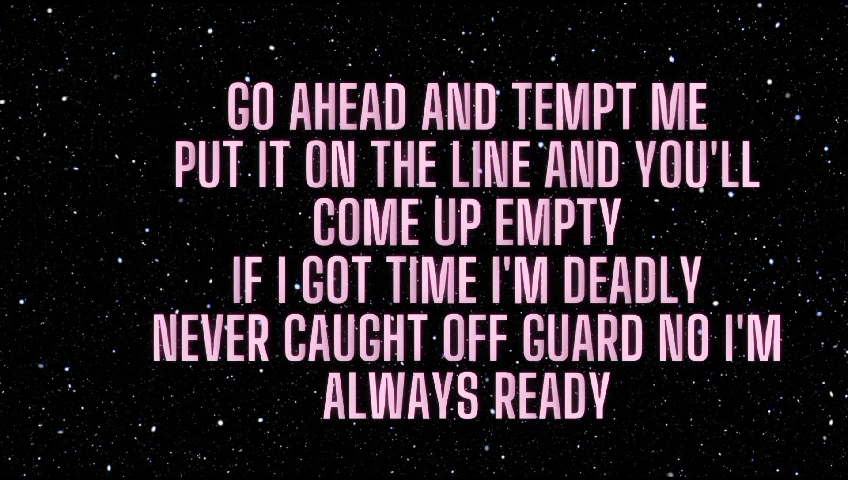 GO AHEAD AND TEMPT ME
PUT IT ON THE LINE AND YOU'LL
COME UP EMPTY
IF I GOT TIME I'M DEADLY
NEVER CAUGHT OFF GUARD NO I'M
ALWAYS READY